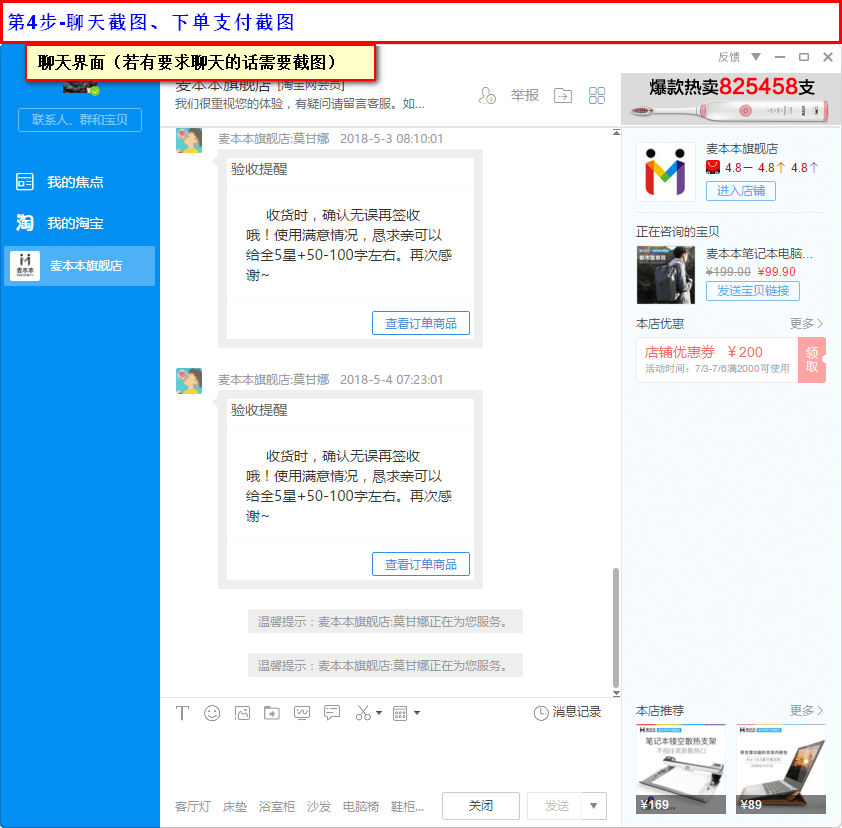 第4步-聊天截图、下单支付截图
聊天界面（若有要求聊天的话需要截图）
反馈
麦本本旗舰店 [淘宝网会员]
我们很重视您的体验，有疑问请留言客服。如...
举报
爆款热卖825458支
联系人、群和宝贝
我的焦点
淘 我的淘宝
麦本本
麦本本旗舰店
麦本本旗舰店:莫甘娜 2018-5-3 08:10:01
验收提醒
收货时，确认无误再签收
哦！使用满意情况，恳求亲可以
给全5星+50-100字左右。再次感
谢~
查看订单商品
麦本本旗舰店:莫甘娜 2018-5-4 07:23:01
验收提醒
收货时，确认无误再签收
哦！使用满意情况，恳求亲可以
给全5星+50-100字左右。再次感
谢~
查看订单商品
温馨提示：麦本本旗舰店:莫甘娜正在为您服务。
温馨提示：麦本本旗舰店:莫甘娜正在为您服务。
消息记录
客厅灯 床垫 浴室柜 沙发 电脑椅 鞋柜...
关闭
发送
麦本本旗舰店
4.8一 4.8↑ 4.8↑
进入店铺
正在咨询的宝贝
麦本本笔记本电脑...
¥199.00 ¥99.90
发送宝贝链接
本店优惠
更多
店铺优惠券 ¥200
活动时间：7/3-7/6满2000可使用
领取
本店推荐
更多
笔记本镂空散热支架
不挡床底部散热口
¥169
¥89